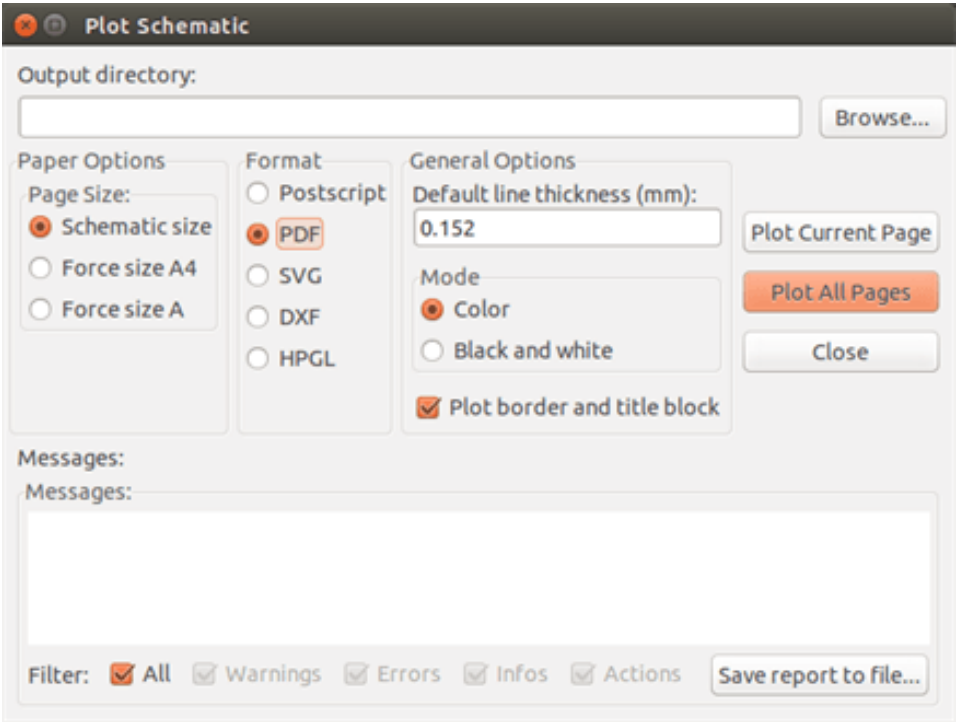 Plot Schematic
Output directory:
Browse...
Paper Options
Page Size:
Schematic size
Force size A4
Force size A
Format
Postscript
PDF
SVG
DXF
HPGL
General Options
Default line thickness (mm):
0.152
Mode
Color
Black and white
Plot border and title block
Plot Current Page
Plot All Pages
Close
Messages:
Messages:
Filter: All Warnings Errors Infos Actions Save report to file...